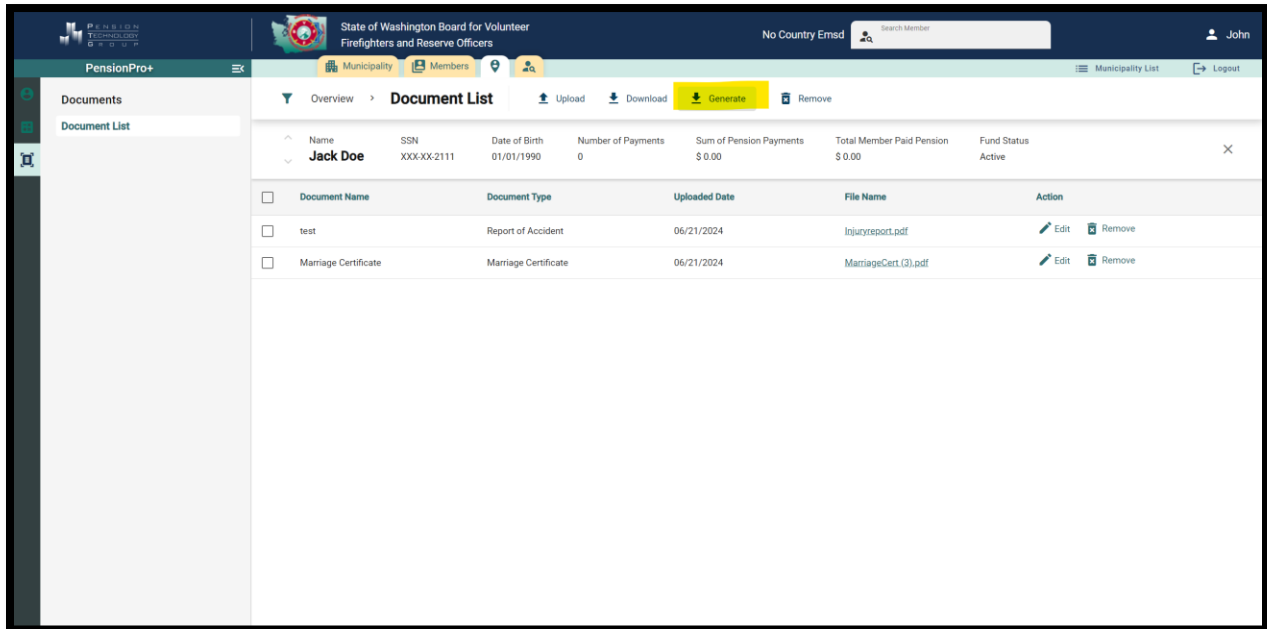 PENSION
TECHNOLOGY
GROUP
State of Washington Board for Volunteer
Firefighters and Reserve Officers
No Country Emsd
Search Member
John
PensionPro+
Municipality
Members
Municipality List
Logout
Documents
Document List
Overview > Document List
Upload
Download
Generate
Remove
Name SSN Date of Birth Number of Payments Sum of Pension Payments Total Member Paid Pension Fund Status
Jack Doe XXX-XX-2111 01/01/1990 0 $ 0.00 $ 0.00 Active
Document Name Document Type Uploaded Date File Name Action
test Report of Accident 06/21/2024 Injuryreport.pdf Edit Remove
Marriage Certificate Marriage Certificate 06/21/2024 MarriageCert (3).pdf Edit Remove